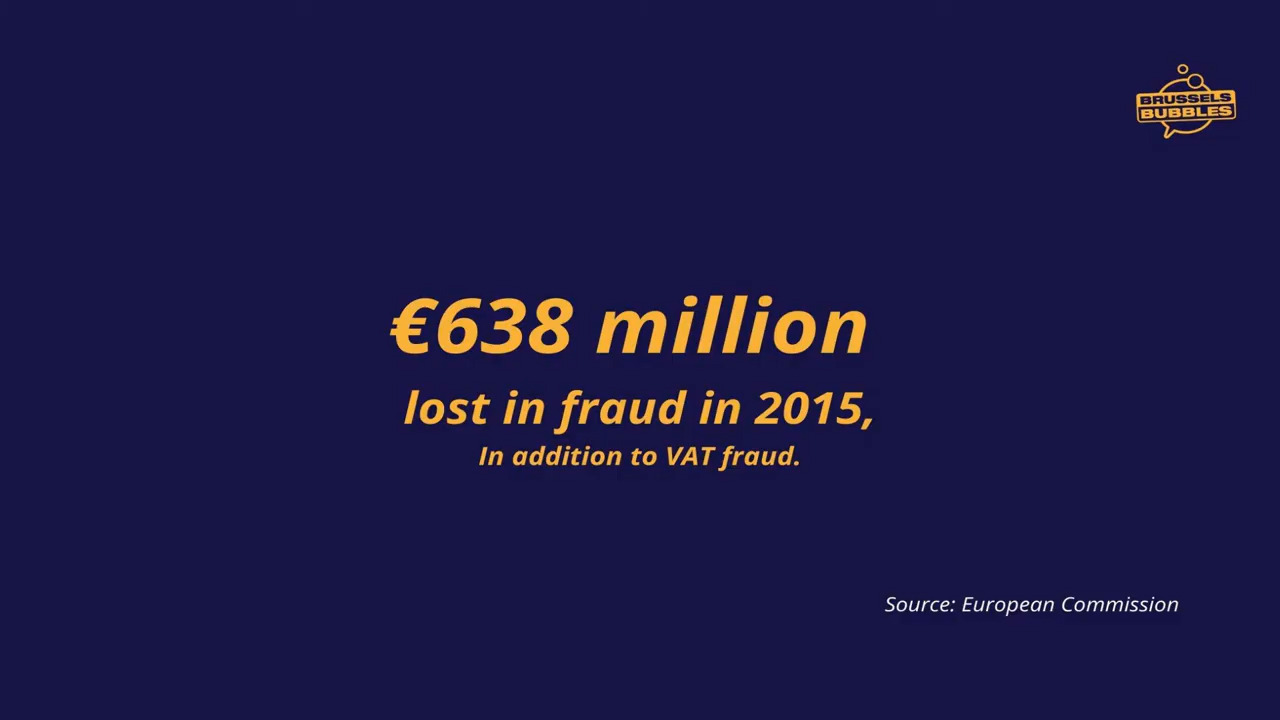 BRUSSELS
BUBBLES
€638 million
lost in fraud in 2015,
In addition to VAT fraud.
Source: European Commission